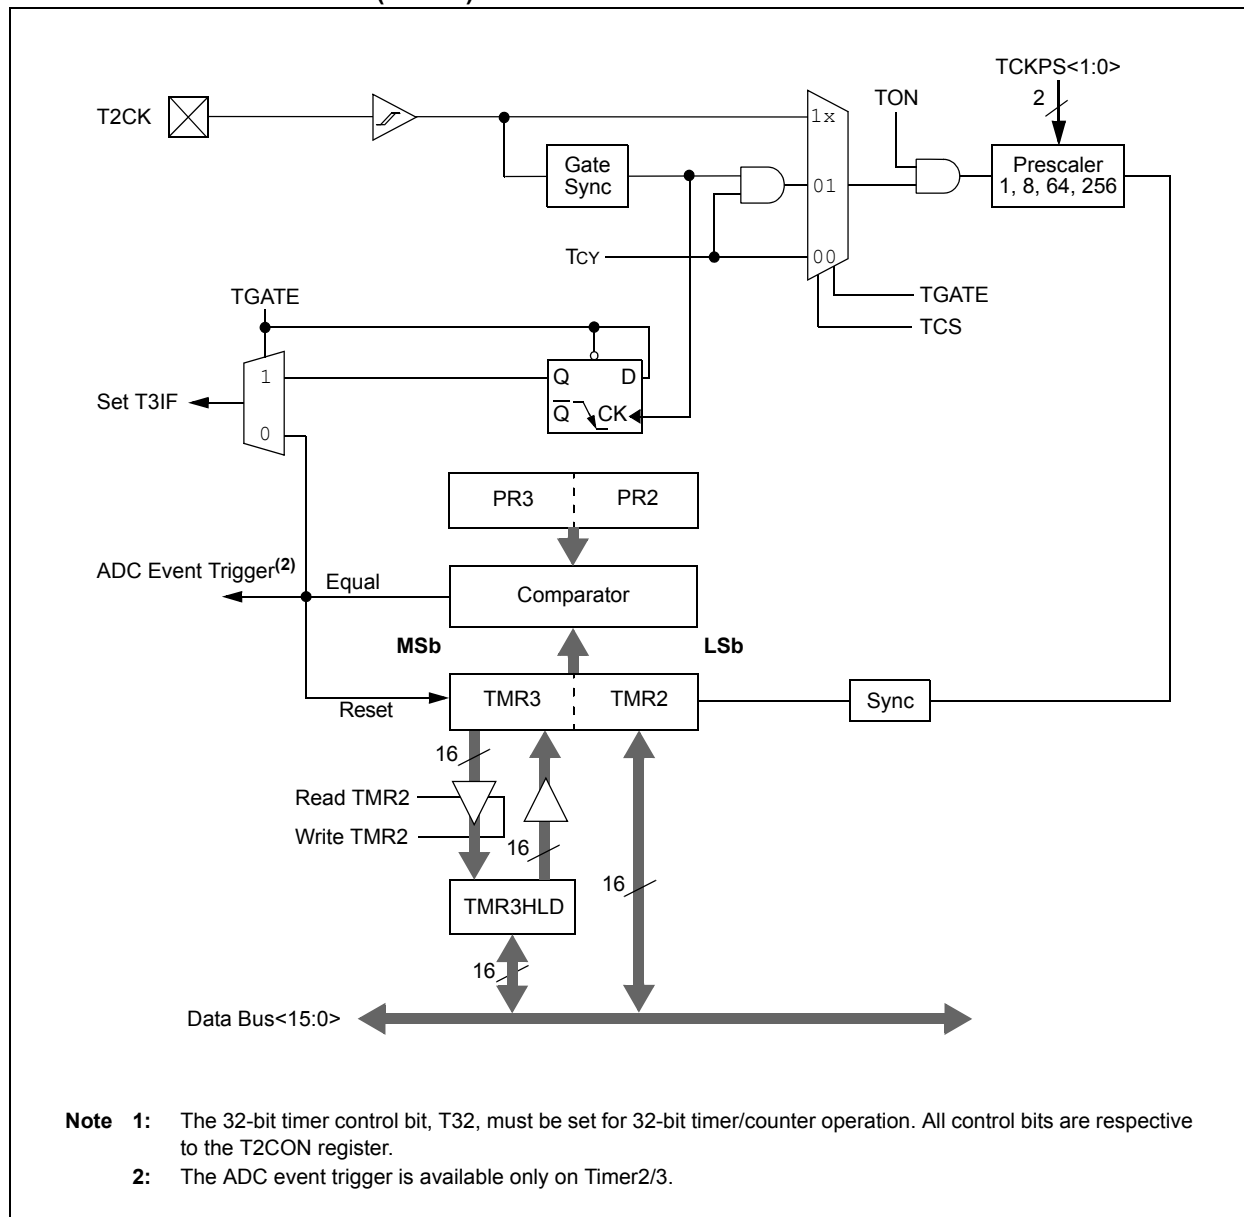 TCKPS<1:0>
2
TON
T2CK
1x
Gate
Sync
Prescaler
1, 8, 64, 256
01
TCY
00
TGATE
TGATE
TCS
1
Q
D
Set T3IF
Q
CK
0
PR3
PR2
ADC Event Trigger(2)
Equal
Comparator
MSb
LSb
TMR3
TMR2
Sync
Reset
16
Read TMR2
Write TMR2
16
16
TMR3HLD
16
Data Bus<15:0>
Note 1: The 32-bit timer control bit, T32, must be set for 32-bit timer/counter operation. All control bits are respective
to the T2CON register.
2: The ADC event trigger is available only on Timer2/3.